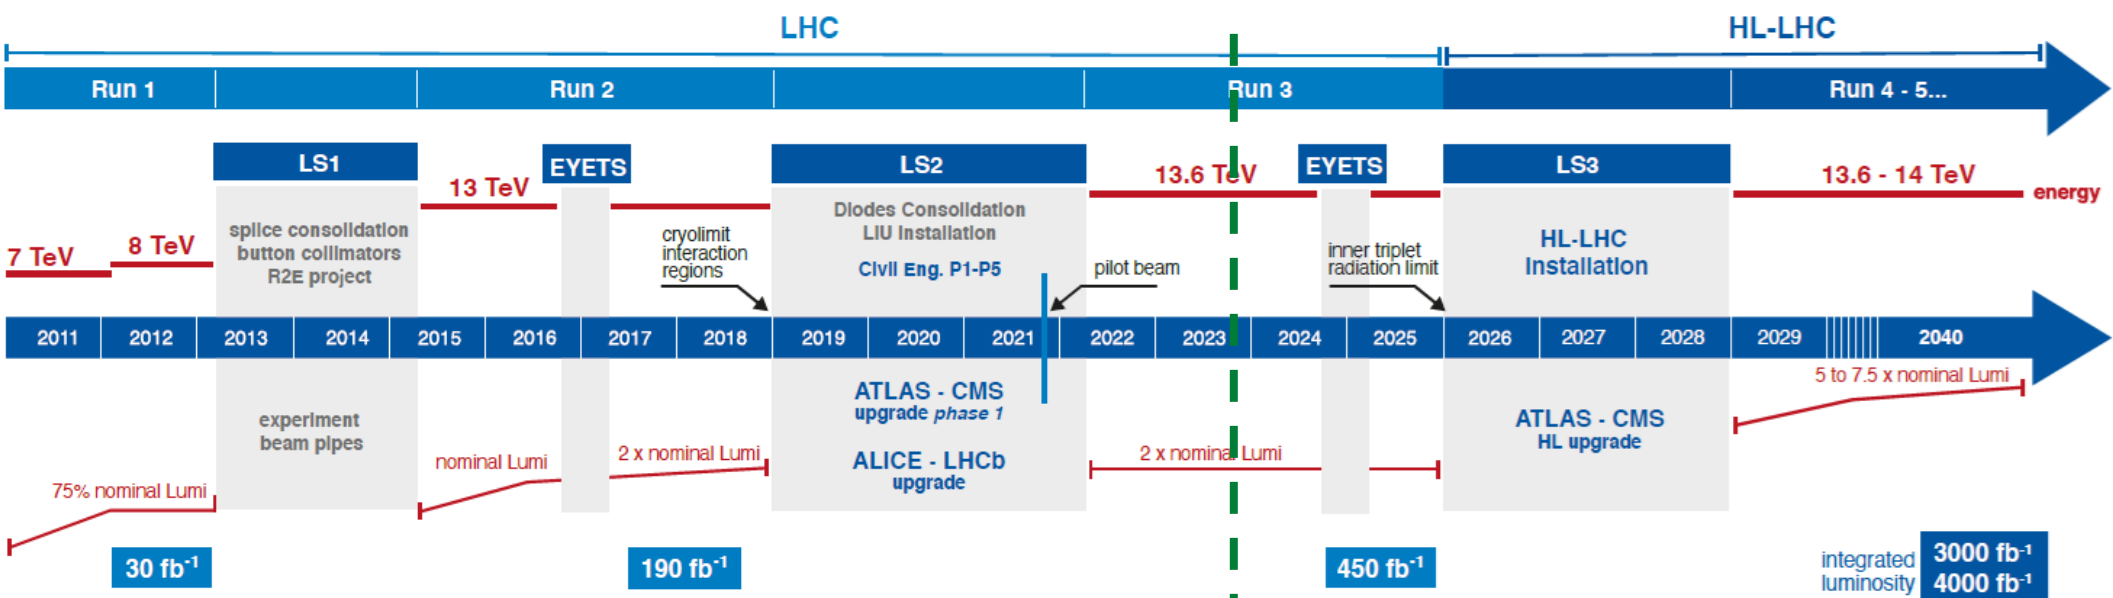 LHC
HL-LHC
Run 1
Run 2
Run 3
Run 4 - 5...
LS1
EYETS
LS2
EYETS
LS3
13 TeV
13.6 TeV
13.6 - 14 TeV
energy
7 TeV
8 TeV
splice consolidation
button collimators
R2E project
cryolimit
interaction
regions
Diodes Consolidation
LIU Installation
Civil Eng. P1-P5
pilot beam
inner triplet
radiation limit
HL-LHC
Installation
2011
2012
2013
2014
2015
2016
2017
2018
2019
2020
2021
2022
2023
2024
2025
2026
2027
2028
2029
2040
experiment
beam pipes
ATLAS - CMS
upgrade phase 1
ALICE - LHCb
upgrade
ATLAS - CMS
HL upgrade
5 to 7.5 x nominal Lumi
75% nominal Lumi
nominal Lumi
2 x nominal Lumi
2 x nominal Lumi
30 fb⁻¹
190 fb⁻¹
450 fb⁻¹
integrated
luminosity
3000 fb⁻¹
4000 fb⁻¹